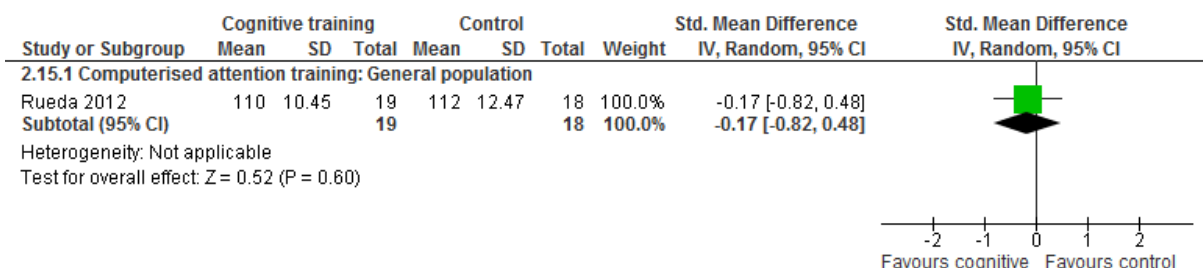 Cognitive training Control Std. Mean Difference Std. Mean Difference
Study or Subgroup Mean SD Total Mean SD Total Weight IV, Random, 95% CI IV, Random, 95% CI
2.15.1 Computerised attention training: General population
Rueda 2012 110 10.45 19 112 12.47 18 100.0% -0.17 [-0.82, 0.48]
Subtotal (95% CI) 19 18 100.0% -0.17 [-0.82, 0.48]
Heterogeneity: Not applicable
Test for overall effect: Z = 0.52 (P = 0.60)
-2 -1 0 1 2
Favours cognitive Favours control